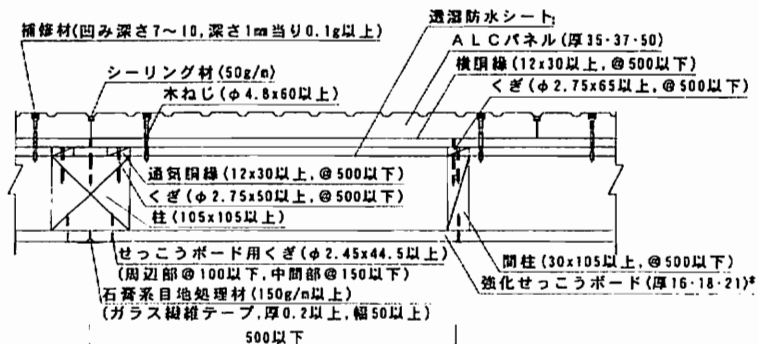 透湿防水シート
補修材(凹み深さ7～10,深さ1mm当り0.1g以上)
ALCパネル(厚35・37・50)
横胴縁(12x30以上,@500以下)
シーリング材(50g/m)
くぎ(φ2.75x65以上,@500以下)
木ねじ(φ4.8x60以上)
通気胴縁(12x30以上,@500以下)
くぎ(φ2.75x50以上,@500以下)
柱(105x105以上)
せっこうボード用くぎ(φ2.45x44.5以上)
(周辺部@100以下,中間部@150以下)
間柱(30x105以上,@500以下)
強化せっこうボード(厚16・18・21)*
石膏系目地処理材(150g/m以上)
(ガラス繊維テープ,厚0.2以上,幅50以上)
500以下